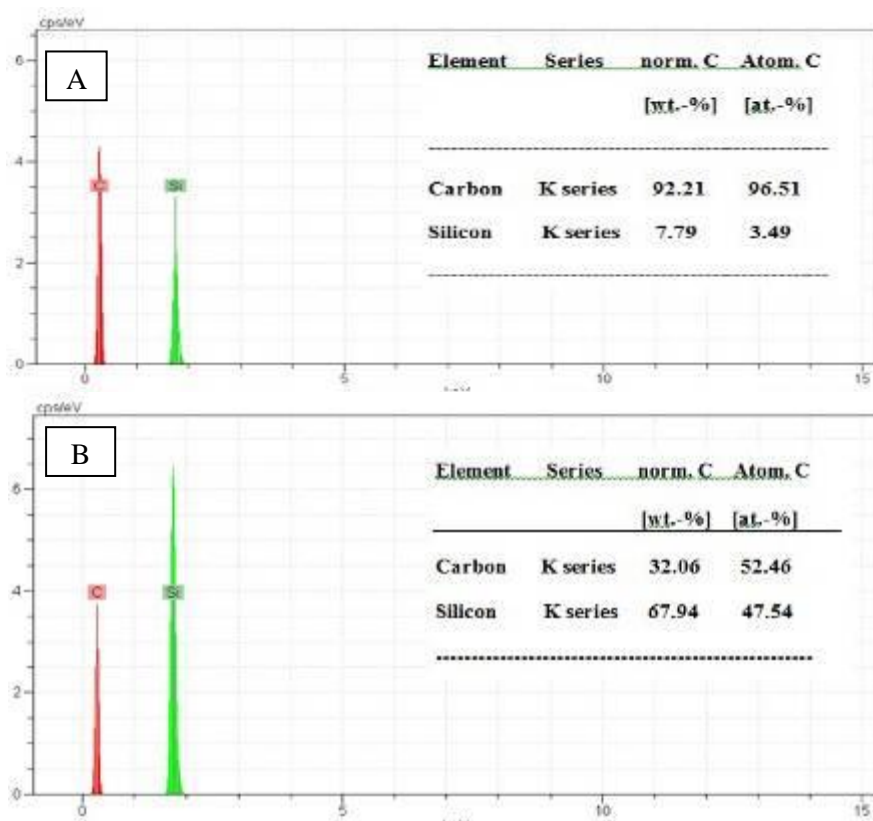 cps/eV
A
Element Series norm. C Atom. C
[wt.-%] [at.-%]
6
4
C Si
Carbon K series 92.21 96.51
Silicon K series 7.79 3.49
2
0
0 5 10 15
cps/eV
B
Element Series norm. C Atom. C
[wt.-%] [at.-%]
6
Carbon K series 32.06 52.46
4
C Si
Silicon K series 67.94 47.54
2
0
0 5 10 15